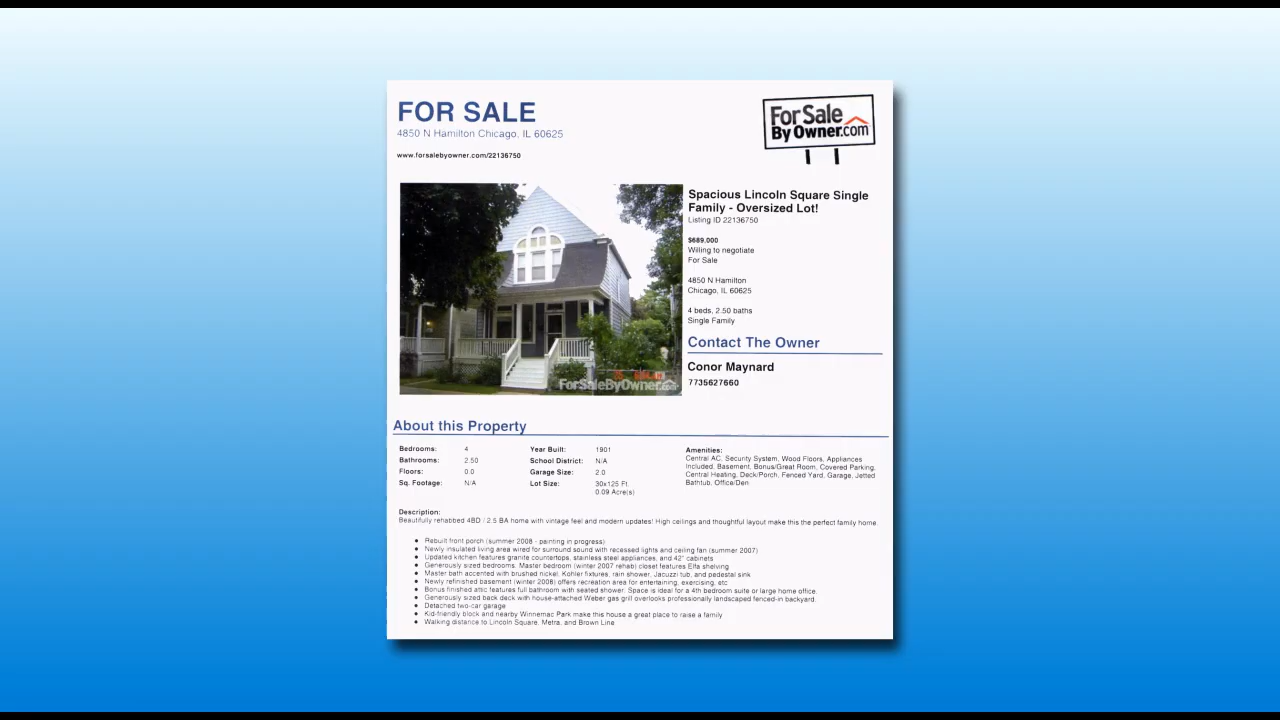 FOR SALE
4850 N Hamilton Chicago, IL 60625
www.forsalebyowner.com/22136750
For Sale
By Owner.com
Spacious Lincoln Square Single
Family - Oversized Lot!
Listing ID 22136750
$689,000
Willing to negotiate
For Sale
4850 N Hamilton
Chicago, IL 60625
4 beds, 2.50 baths
Single Family
Contact The Owner
Conor Maynard
7735627660
ForSaleByOwner.com
About this Property
Bedrooms: 4
Bathrooms: 2.50
Floors: 0.0
Sq. Footage: N/A
Year Built: 1901
School District: N/A
Garage Size: 2.0
Lot Size: 30x125 Ft.
0.09 Acre(s)
Amenities:
Central AC, Security System, Wood Floors, Appliances
Included, Basement, Bonus/Great Room, Covered Parking,
Central Heating, Deck/Porch, Fenced Yard, Garage, Jetted
Bathtub, Office/Den
Description:
Beautifully rehabbed 4BD / 2.5 BA home with vintage feel and modern updates! High ceilings and thoughtful layout make this the perfect family home.
● Rebuilt front porch (summer 2008 - painting in progress)
● Newly insulated living area wired for surround sound with recessed lights and ceiling fan (summer 2007)
● Updated kitchen features granite countertops, stainless steel appliances, and 42" cabinets
● Generously sized bedrooms. Master bedroom (winter 2007 rehab) closet features Elfa shelving
● Master bath accented with brushed nickel, Kohler fixtures, rain shower, Jacuzzi tub, and pedestal sink
● Newly refinished basement (winter 2008) offers recreation area for entertaining, exercising, etc
● Bonus finished attic features full bathroom with seated shower. Space is ideal for a 4th bedroom suite or large home office.
● Generously sized back deck with house-attached Weber gas grill overlooks professionally landscaped fenced-in backyard.
● Detached two-car garage
● Kid-friendly block and nearby Winnemac Park make this house a great place to raise a family
● Walking distance to Lincoln Square, Metra, and Brown Line